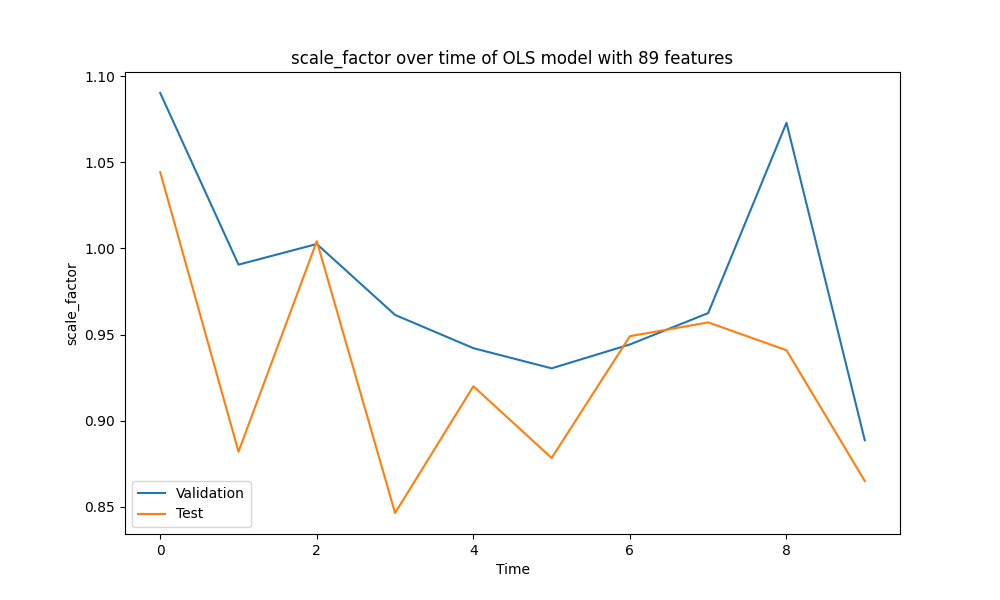 scale_factor over time of OLS model with 89 features
1.10
1.05
1.00
0.95
0.90
0.85
scale_factor
Validation
Test
0
2
4
6
8
Time